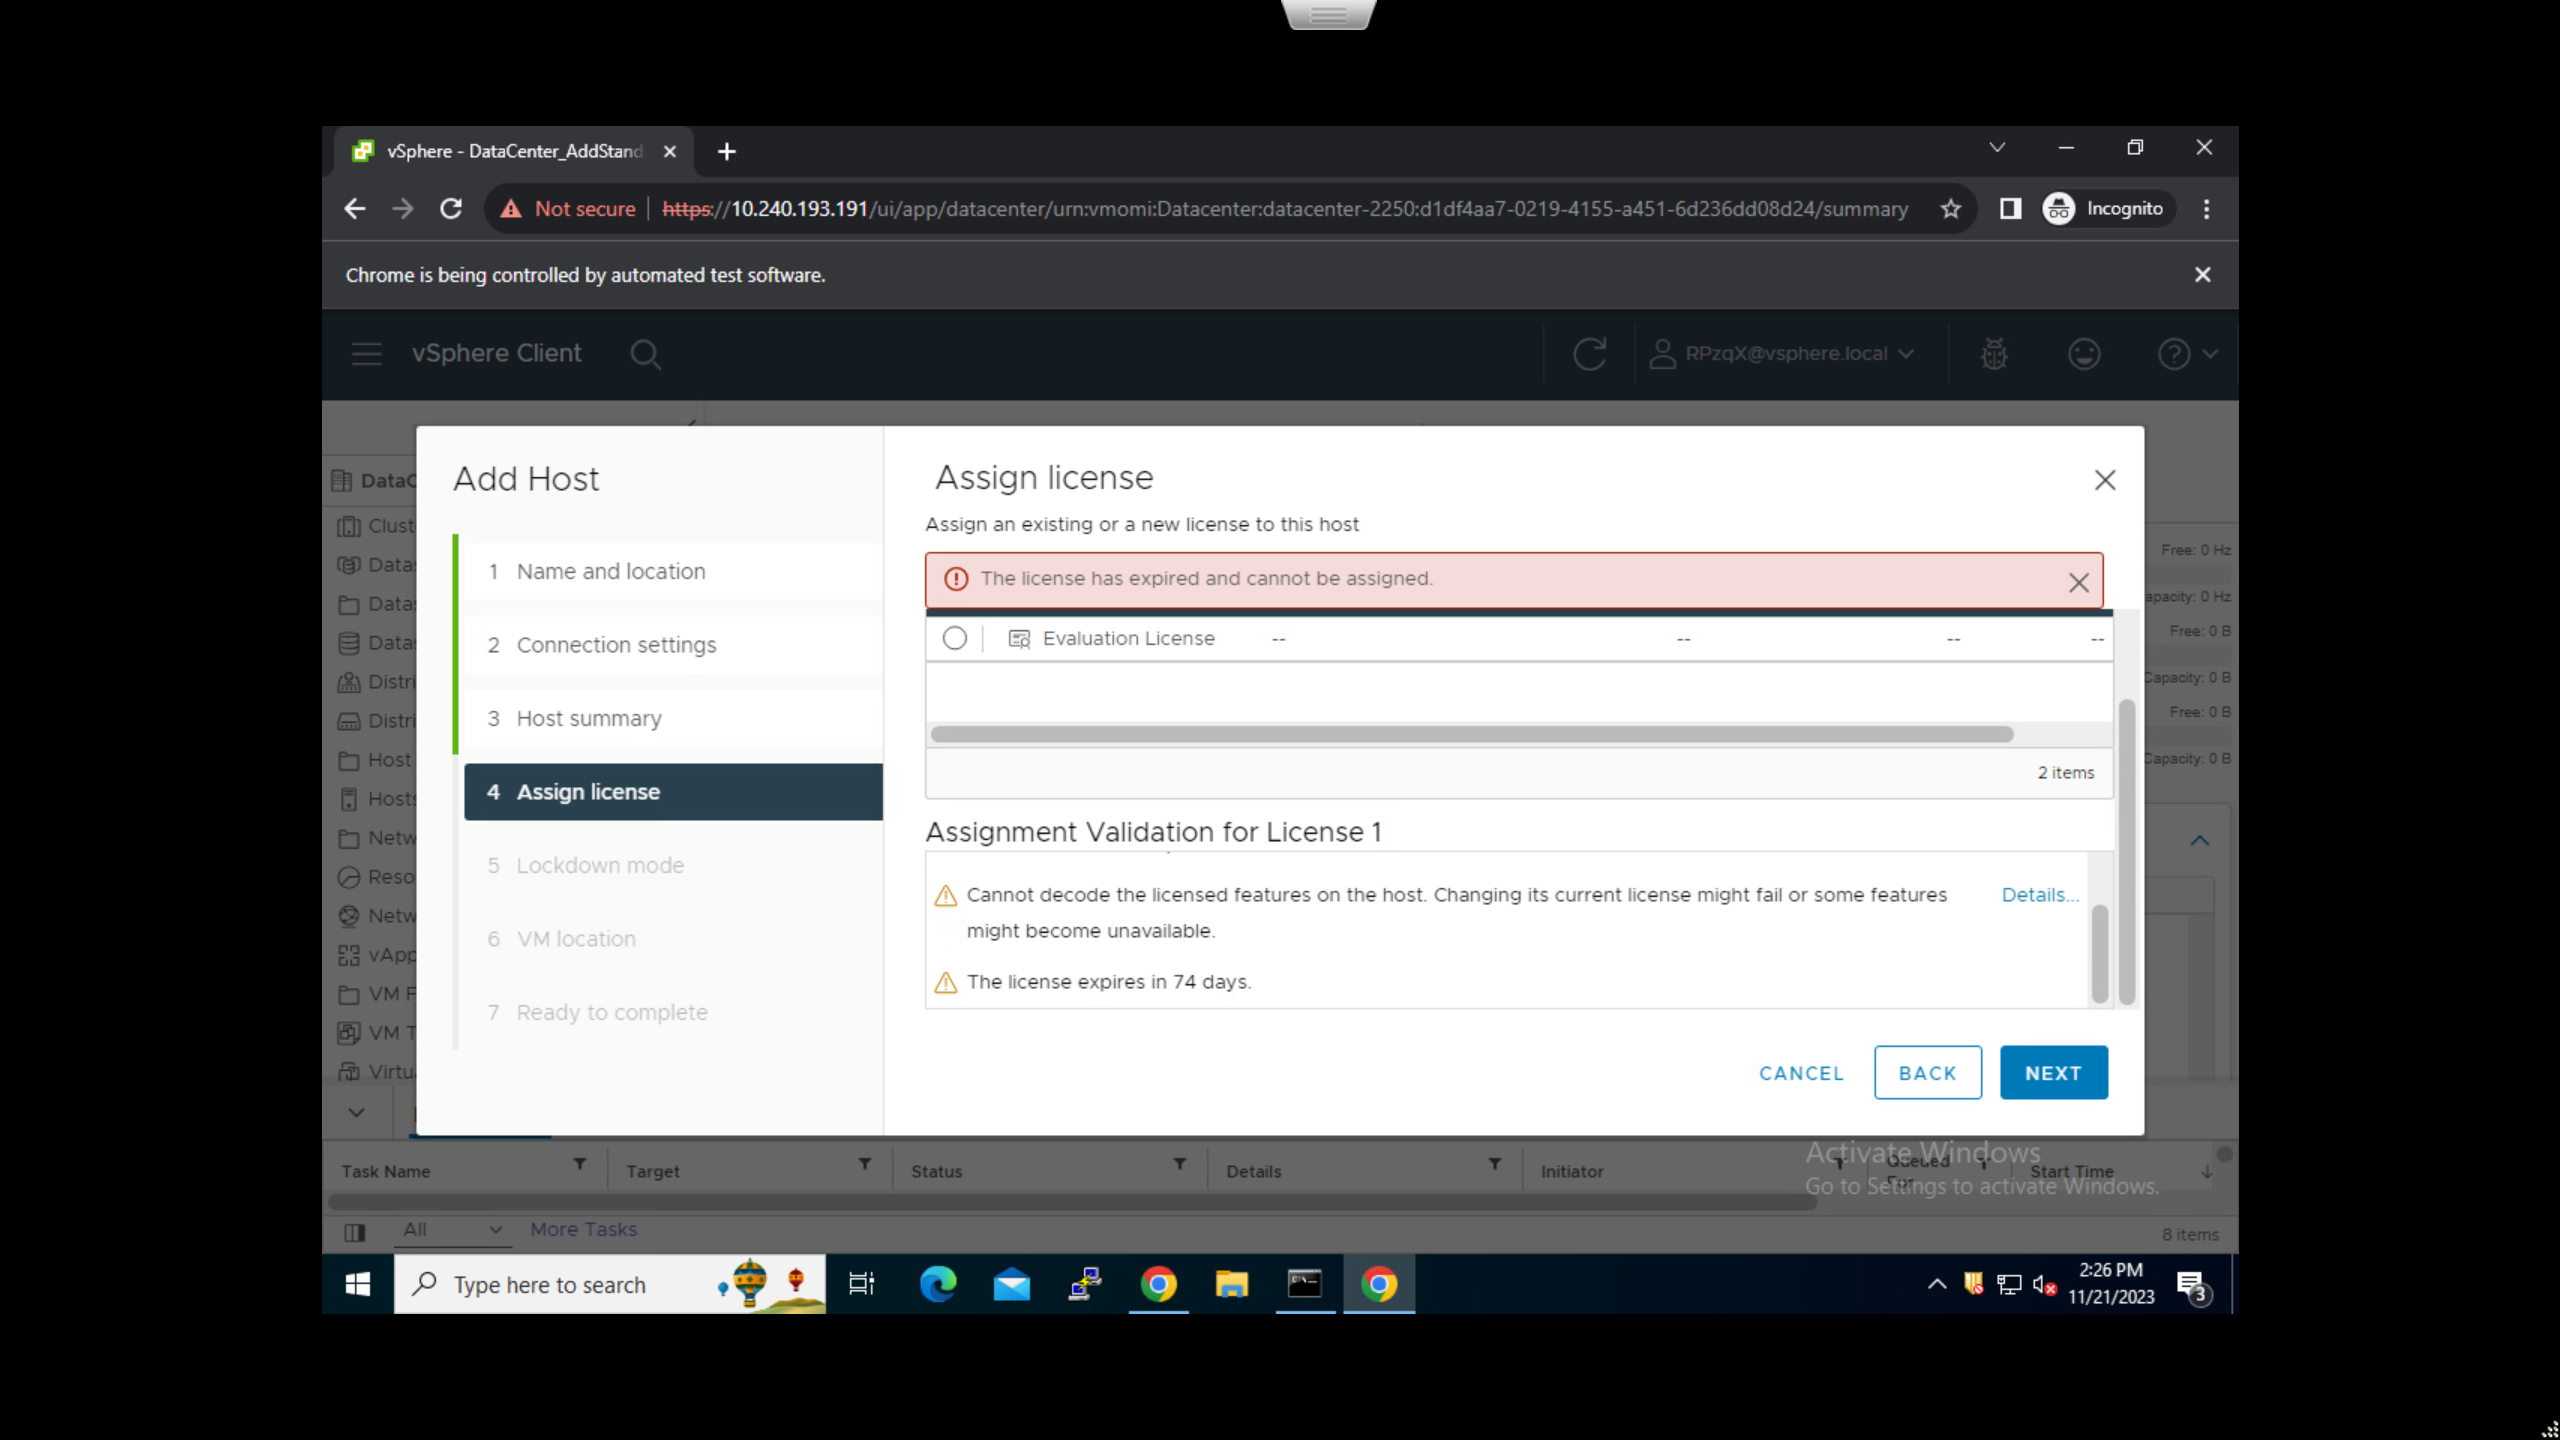 vSphere - DataCenter_AddStand
Not secure
https://10.240.193.191/ui/app/datacenter/urn:vmomi:Datacenter:datacenter-2250:d1df4aa7-0219-4155-a451-6d236dd08d24/summary
Incognito
Chrome is being controlled by automated test software.
vSphere Client
RPzqX@vsphere.local
DataC
Clust
Data
Data
Data
Distri
Distri
Host
Hosts
Netw
Reso
Netw
vApp
VM F
VM T
Virtu
Add Host
1 Name and location
2 Connection settings
3 Host summary
4 Assign license
5 Lockdown mode
6 VM location
7 Ready to complete
Assign license
Assign an existing or a new license to this host
The license has expired and cannot be assigned.
Evaluation License -- -- -- --
2 items
Assignment Validation for License 1
Cannot decode the licensed features on the host. Changing its current license might fail or some features
might become unavailable.
Details...
The license expires in 74 days.
CANCEL
BACK
NEXT
Free: 0 Hz
apacity: 0 Hz
Free: 0 B
Capacity: 0 B
Free: 0 B
Capacity: 0 B
Task Name
Target
Status
Details
Initiator
Queued
For
Start Time
Activate Windows
Go to Settings to activate Windows.
All
More Tasks
8 items
Type here to search
2:26 PM
11/21/2023
3